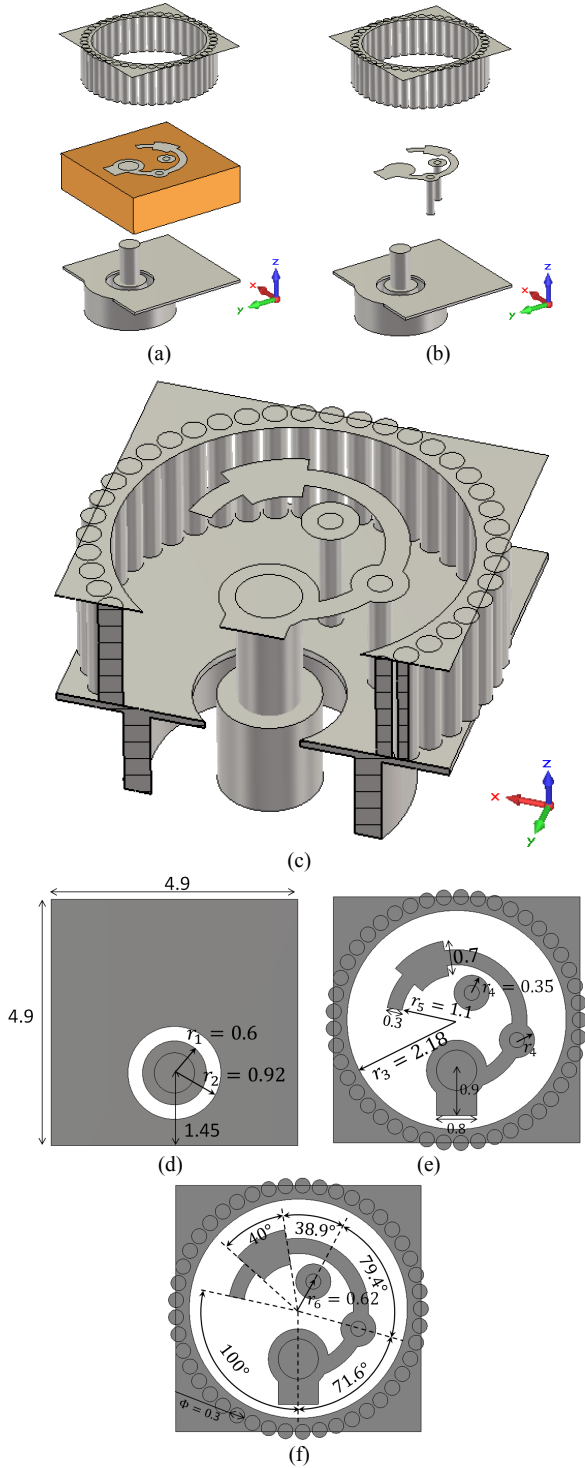 z
x
y
(a)
z
x
y
(b)
z
x
y
(c)
4.9
4.9
r₁ = 0.6
r₂ = 0.92
1.45
(d)
0.7
r₄ = 0.35
r₅ = 1.1
0.3
r₃ = 2.18
r₄
0.9
0.8
(e)
40°
38.9°
79.4°
r₆ = 0.62
100°
71.6°
Φ = 0.3
(f)